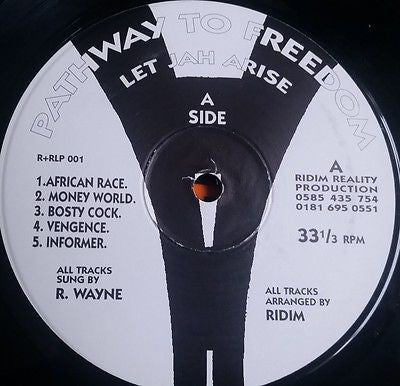 PATHWAY TO FREEDOM
LET JAH ARISE
A
SIDE
R+RLP 001
1.AFRICAN RACE.
2. MONEY WORLD.
3. BOSTY COCK.
4. VENGENCE.
5. INFORMER.
ALL TRACKS
SUNG BY
R. WAYNE
A
RIDIM REALITY
PRODUCTION
0585 435 754
0181 695 0551
33 1/3 RPM
ALL TRACKS
ARRANGED BY
RIDIM